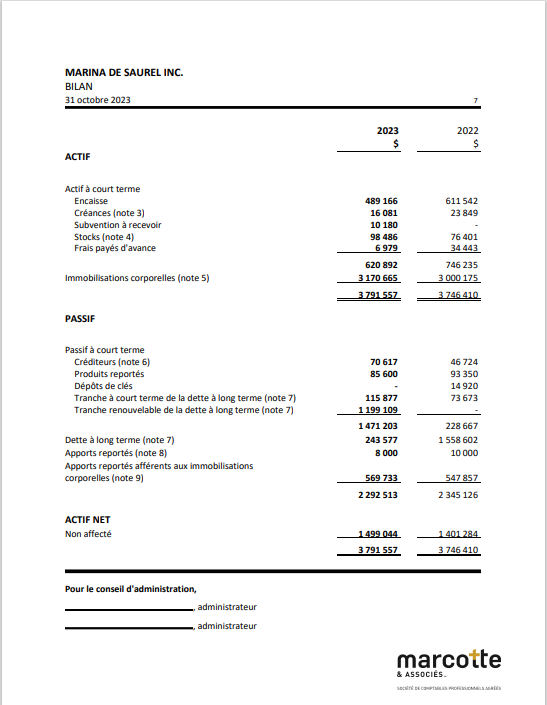 MARINA DE SAUREL INC.
BILAN
31 octobre 2023 7
2023 2022
$ $
ACTIF
Actif à court terme
Encaisse 489 166 611 542
Créances (note 3) 16 081 23 849
Subvention à recevoir 10 180 -
Stocks (note 4) 98 486 76 401
Frais payés d'avance 6 979 34 443
620 892 746 235
Immobilisations corporelles (note 5) 3 170 665 3 000 175
3 791 557 3 746 410
PASSIF
Passif à court terme
Créditeurs (note 6) 70 617 46 724
Produits reportés 85 600 93 350
Dépôts de clés - 14 920
Tranche à court terme de la dette à long terme (note 7) 115 877 73 673
Tranche renouvelable de la dette à long terme (note 7) 1 199 109 -
1 471 203 228 667
Dette à long terme (note 7) 243 577 1 558 602
Apports reportés (note 8) 8 000 10 000
Apports reportés afférents aux immobilisations
corporelles (note 9) 569 733 547 857
2 292 513 2 345 126
ACTIF NET
Non affecté 1 499 044 1 401 284
3 791 557 3 746 410
Pour le conseil d'administration,
, administrateur
, administrateur
marcotte
& ASSOCIÉS
SOCIÉTÉ DE COMPTABLES PROFESSIONNELS AGRÉÉS